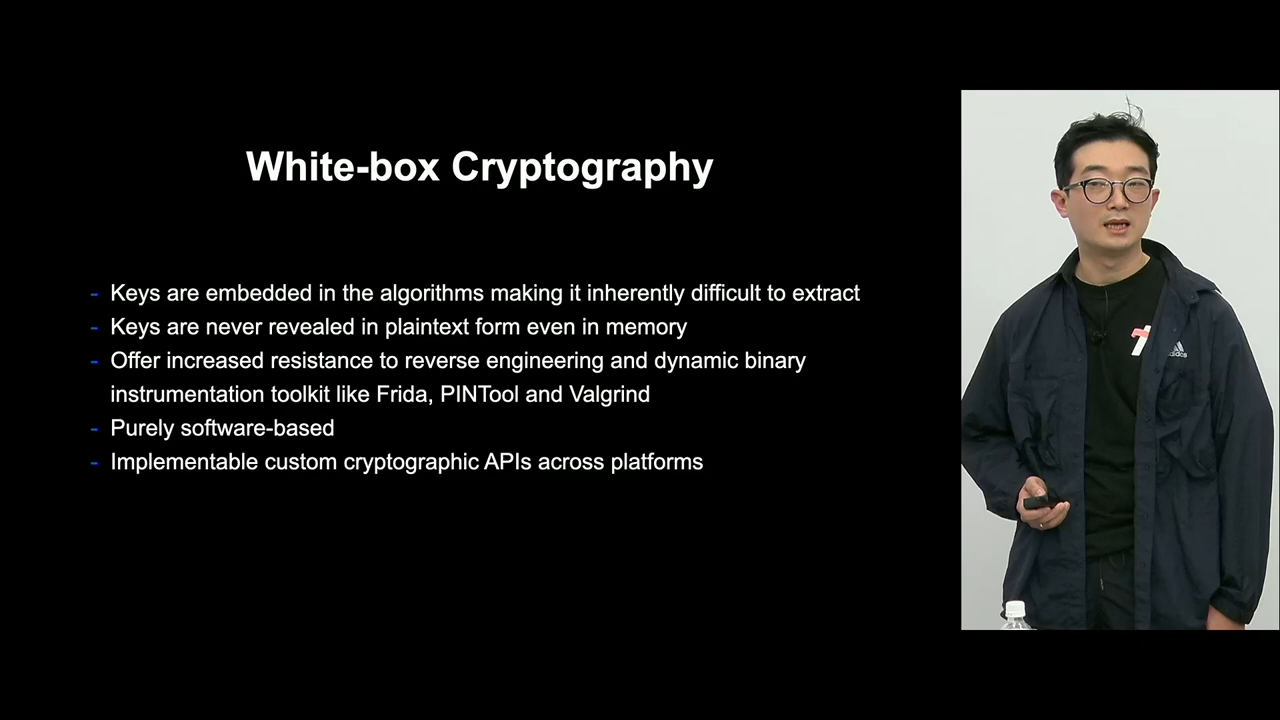 White-box Cryptography
- Keys are embedded in the algorithms making it inherently difficult to extract
- Keys are never revealed in plaintext form even in memory
- Offer increased resistance to reverse engineering and dynamic binary
instrumentation toolkit like Frida, PINTool and Valgrind
- Purely software-based
- Implementable custom cryptographic APIs across platforms
adidas